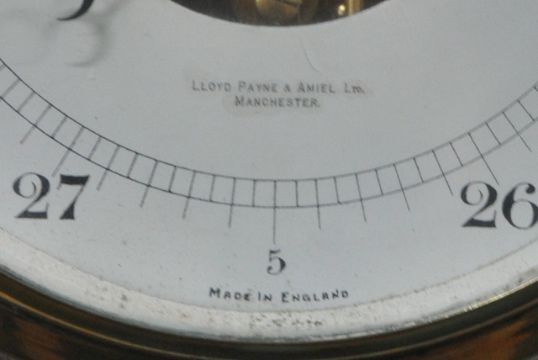 LLOYD PAYNE & AMIEL LTD.
MANCHESTER.
27
26
5
MADE IN ENGLAND